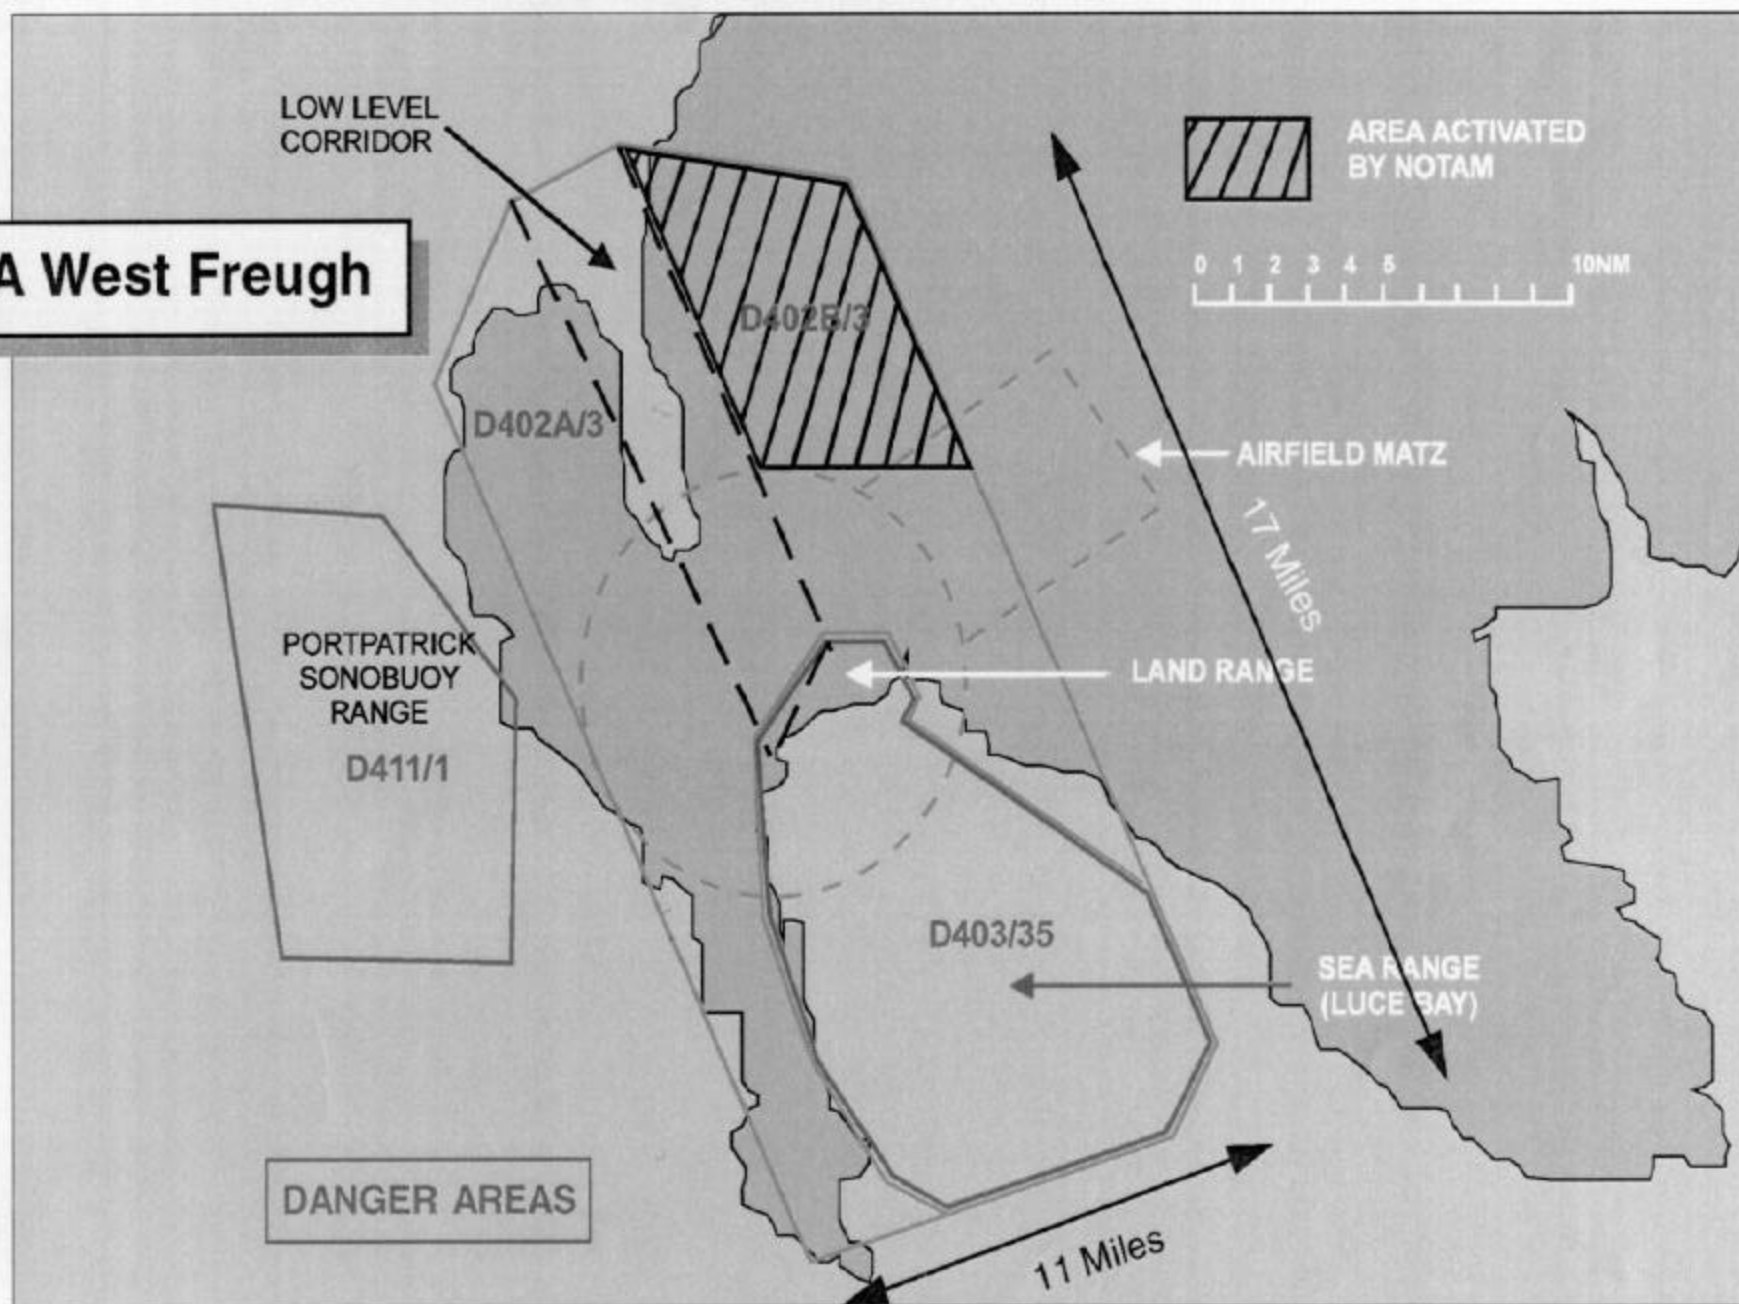 LOW LEVEL
CORRIDOR
AREA ACTIVATED
BY NOTAM
A West Freugh
0 1 2 3 4 5 10NM
D402B/3
D402A/3
AIRFIELD MATZ
17 Miles
PORTPATRICK
SONOBUOY
RANGE
D411/1
LAND RANGE
D403/35
SEA RANGE
(LUCE BAY)
DANGER AREAS
11 Miles